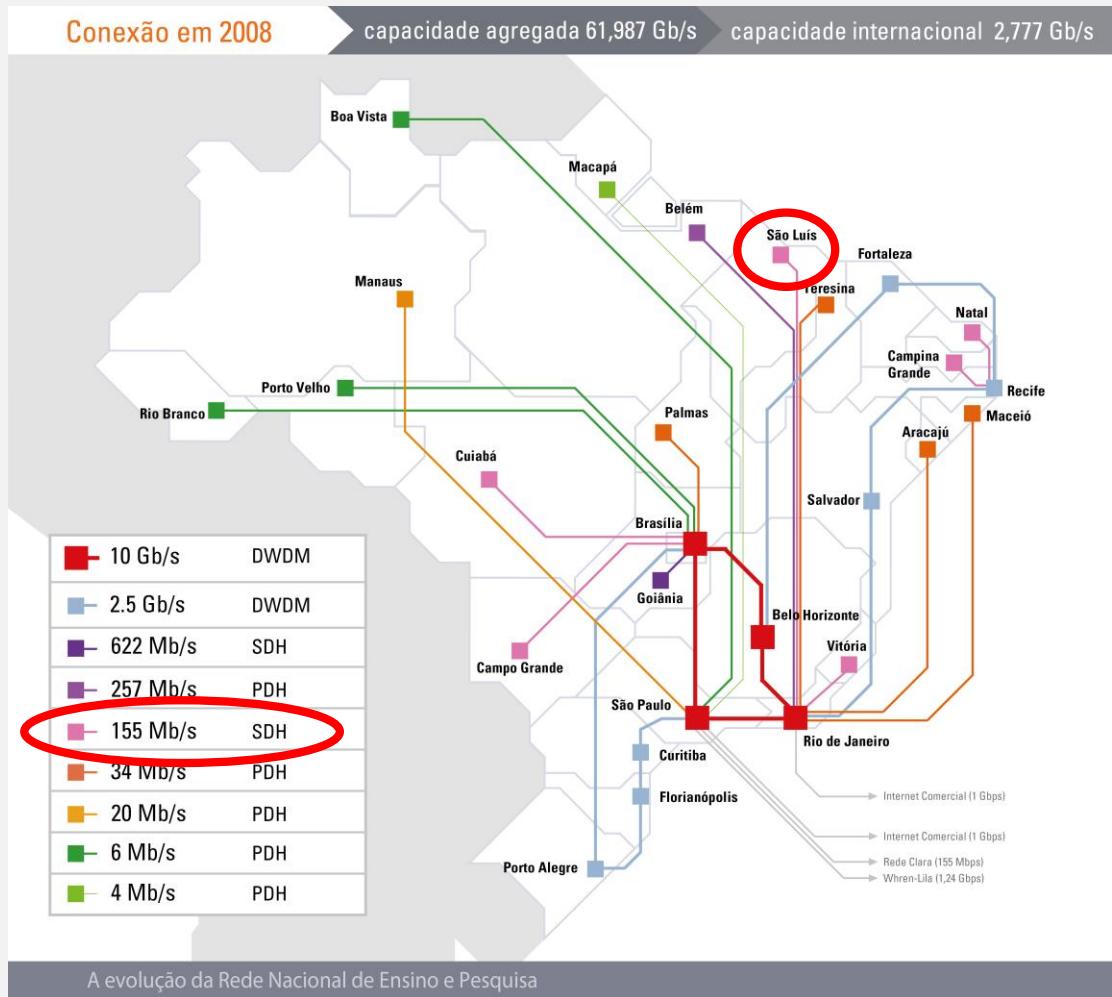 Conexão em 2008
capacidade agregada 61,987 Gb/s
capacidade internacional 2,777 Gb/s
Boa Vista
Macapá
Belém
São Luís
Fortaleza
Manaus
Teresina
Natal
Campina
Grande
Porto Velho
Recife
Rio Branco
Palmas
Maceió
Aracajú
Cuiabá
Salvador
Brasília
Goiânia
Belo Horizonte
Vitória
Campo Grande
São Paulo
Rio de Janeiro
Curitiba
Florianópolis
Porto Alegre
Internet Comercial (1 Gbps)
Internet Comercial (1 Gbps)
Rede Clara (155 Mbps)
Whren-Lila (1,24 Gbps)
10 Gb/s DWDM
2.5 Gb/s DWDM
622 Mb/s SDH
257 Mb/s PDH
155 Mb/s SDH
34 Mb/s PDH
20 Mb/s PDH
6 Mb/s PDH
4 Mb/s PDH
A evolução da Rede Nacional de Ensino e Pesquisa